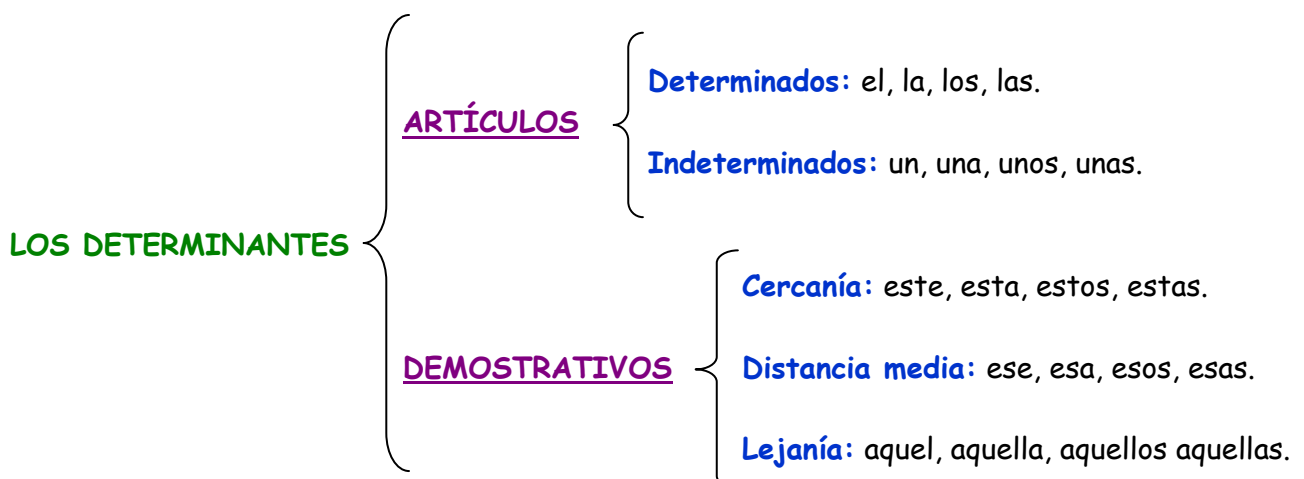 Determinados: el, la, los, las.
ARTÍCULOS
Indeterminados: un, una, unos, unas.
LOS DETERMINANTES
Cercanía: este, esta, estos, estas.
DEMOSTRATIVOS
Distancia media: ese, esa, esos, esas.
Lejanía: aquel, aquella, aquellos aquellas.